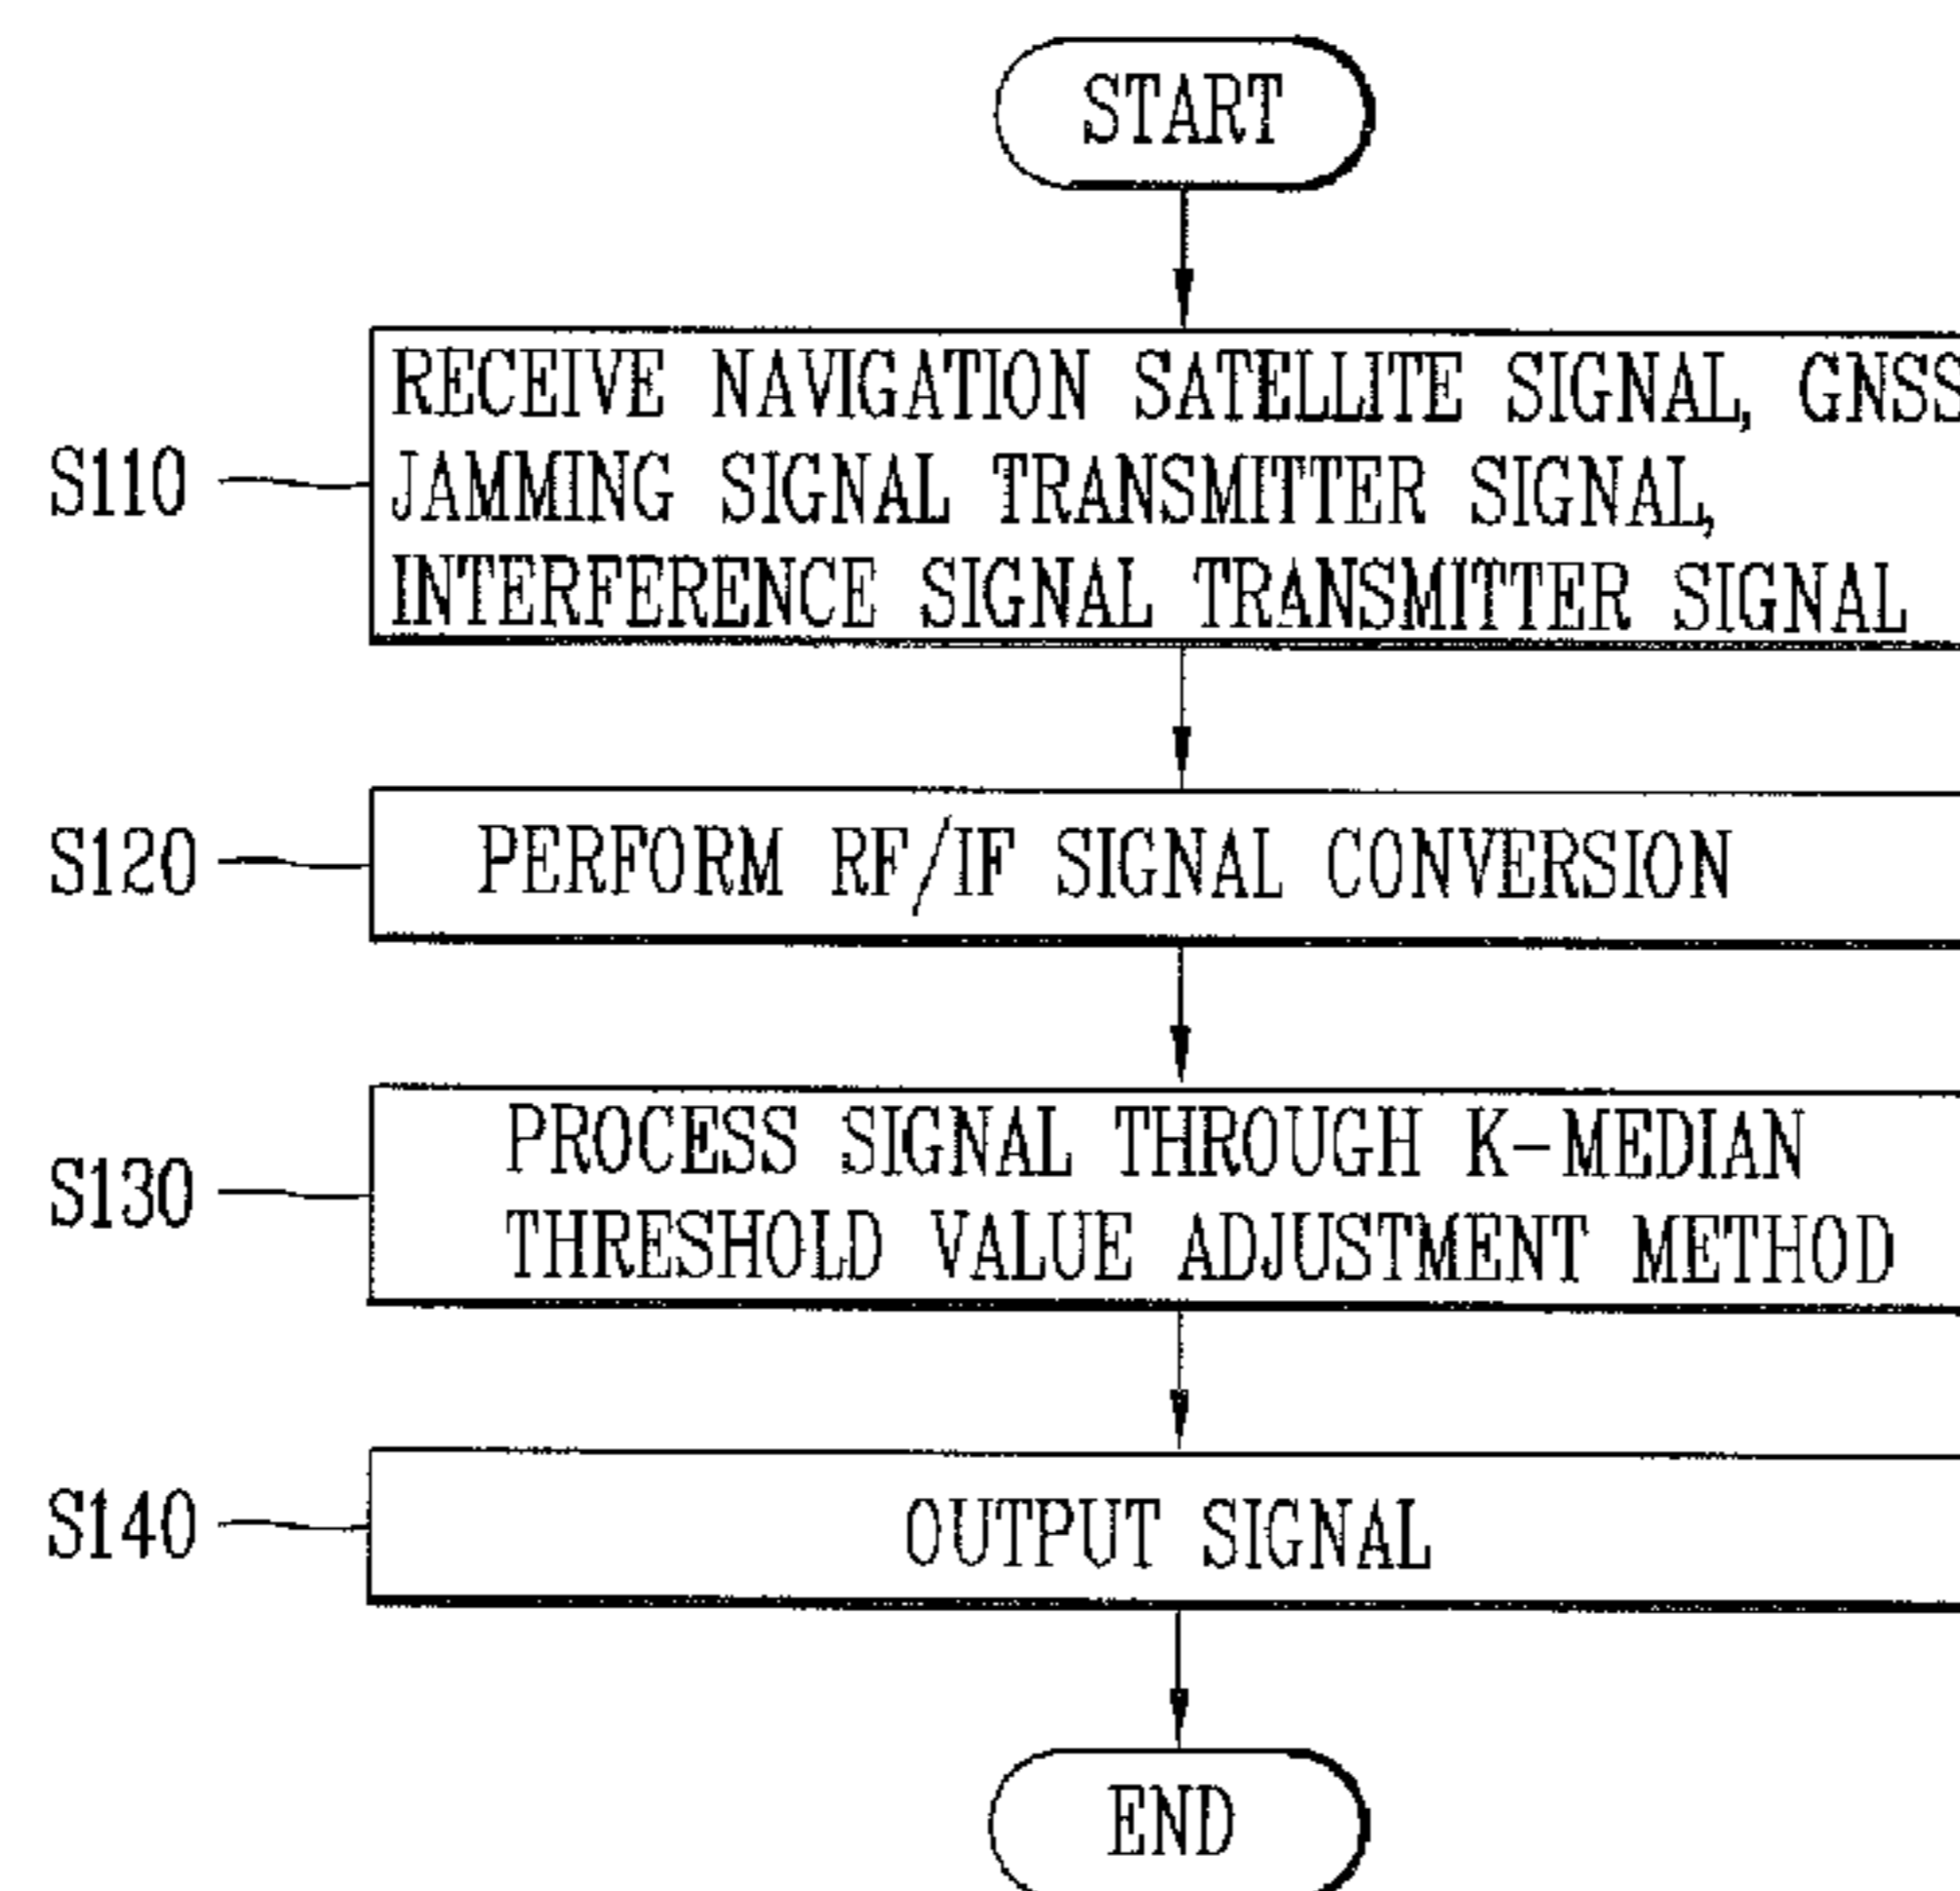 START
S110
RECEIVE NAVIGATION SATELLITE SIGNAL, GNSS
JAMMING SIGNAL TRANSMITTER SIGNAL,
INTERFERENCE SIGNAL TRANSMITTER SIGNAL
S120
PERFORM RF/IF SIGNAL CONVERSION
S130
PROCESS SIGNAL THROUGH K-MEDIAN
THRESHOLD VALUE ADJUSTMENT METHOD
S140
OUTPUT SIGNAL
END